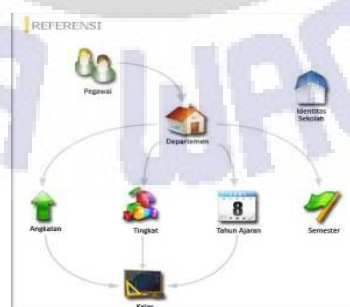 REFERENSI
Pegawai
Identitas
Sekolah
Departemen
8
Angkatan
Tingkat
Tahun Ajaran
Semester
Kelas